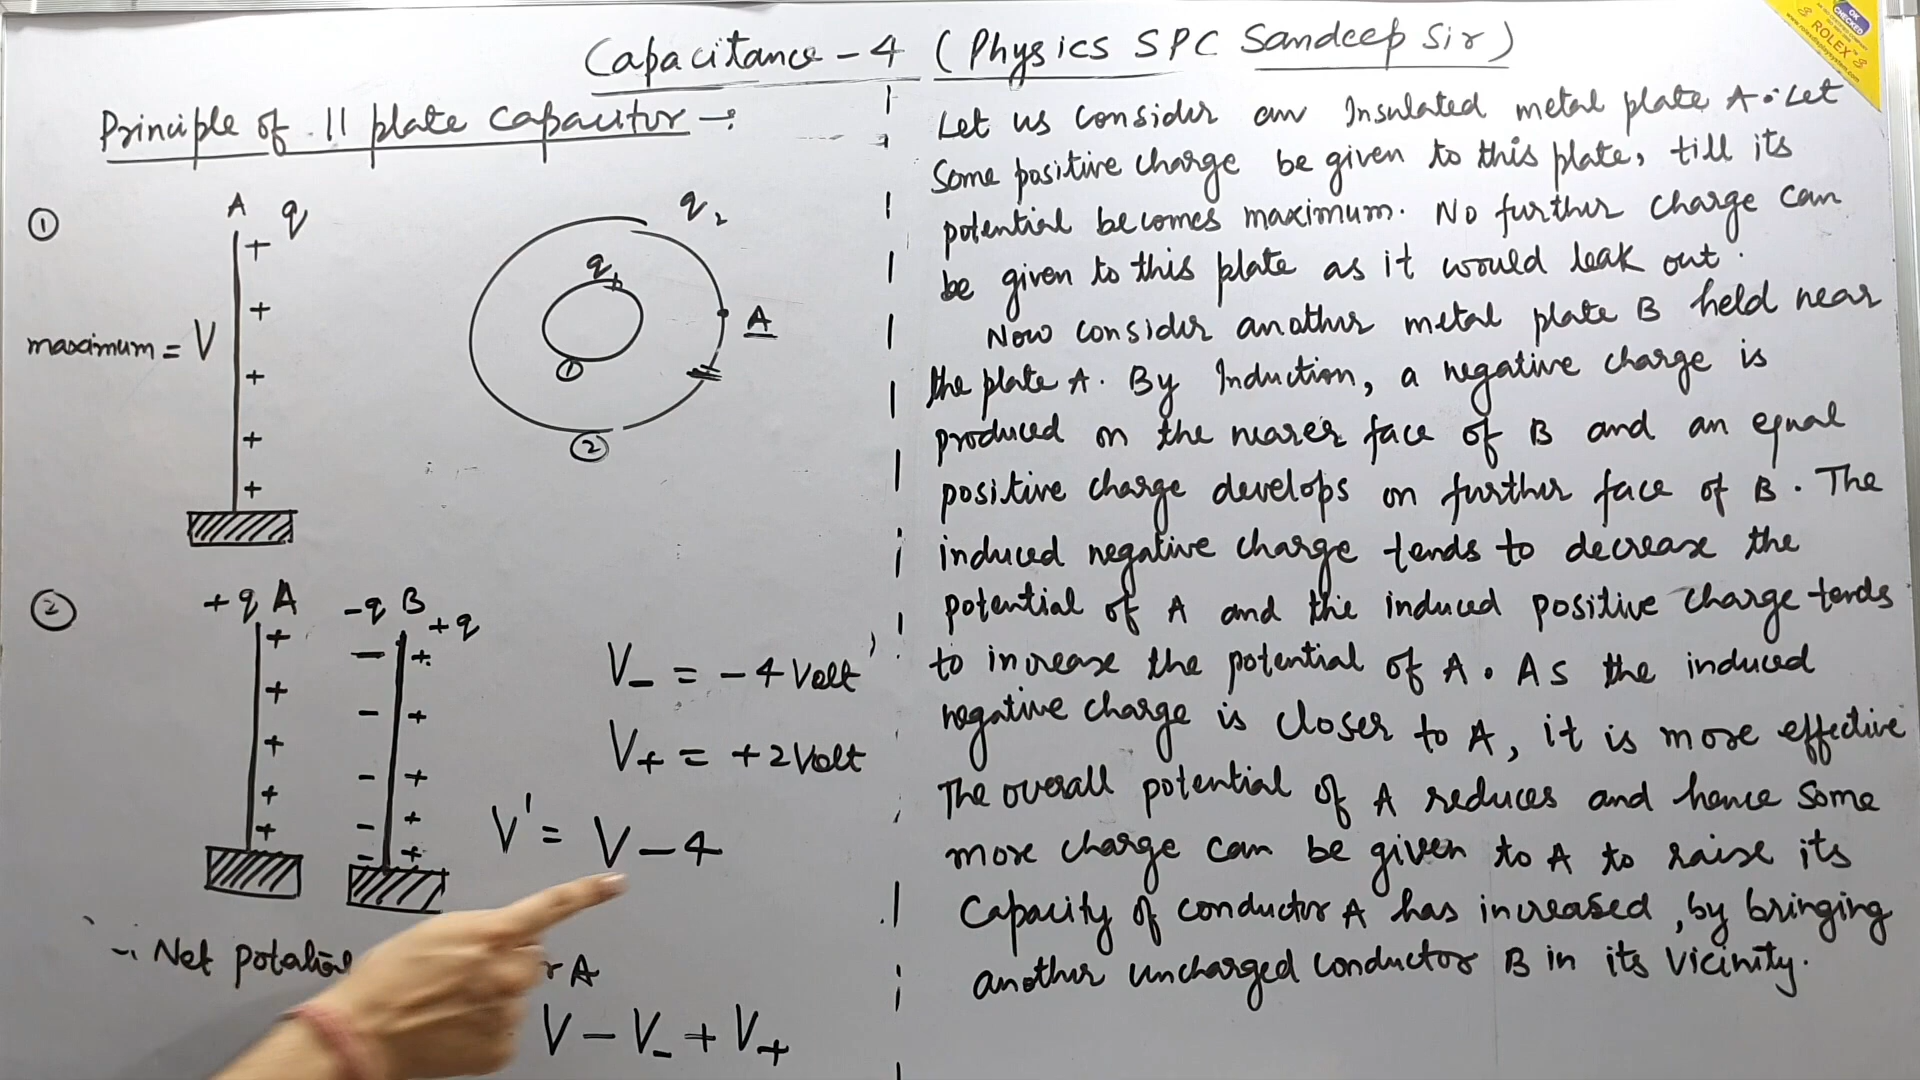 Capacitance - 4 (Physics SPC Sandeep Sir)
Principle of || plate Capacitor →:
①
A q
+
+
maximum = V
+
+
+
q₂
q₁
A
①
②
②
+q A -q B +q
V₋ = - 4 Volt
V₊ = + 2 Volt
V' = V - 4
∴ Net potential
r A
V - V₋ + V₊
Let us consider an Insulated metal plate A. Let
Some positive charge be given to this plate, till its
potential becomes maximum. No further charge can
be given to this plate as it would leak out.
Now consider another metal plate B held near
the plate A. By Induction, a negative charge is
produced on the nearer face of B and an equal
positive charge develops on further face of B. The
induced negative charge tends to decrease the
potential of A and the induced positive charge tends
to increase the potential of A. As the induced
negative charge is closer to A, it is more effective
The overall potential of A reduces and hence some
more charge can be given to A to raise its
Capacity of conductor A has increased, by bringing
another uncharged conductor B in its vicinity.
OK
CHECKED
ROLEX
www.rolexdisplaysystem.com